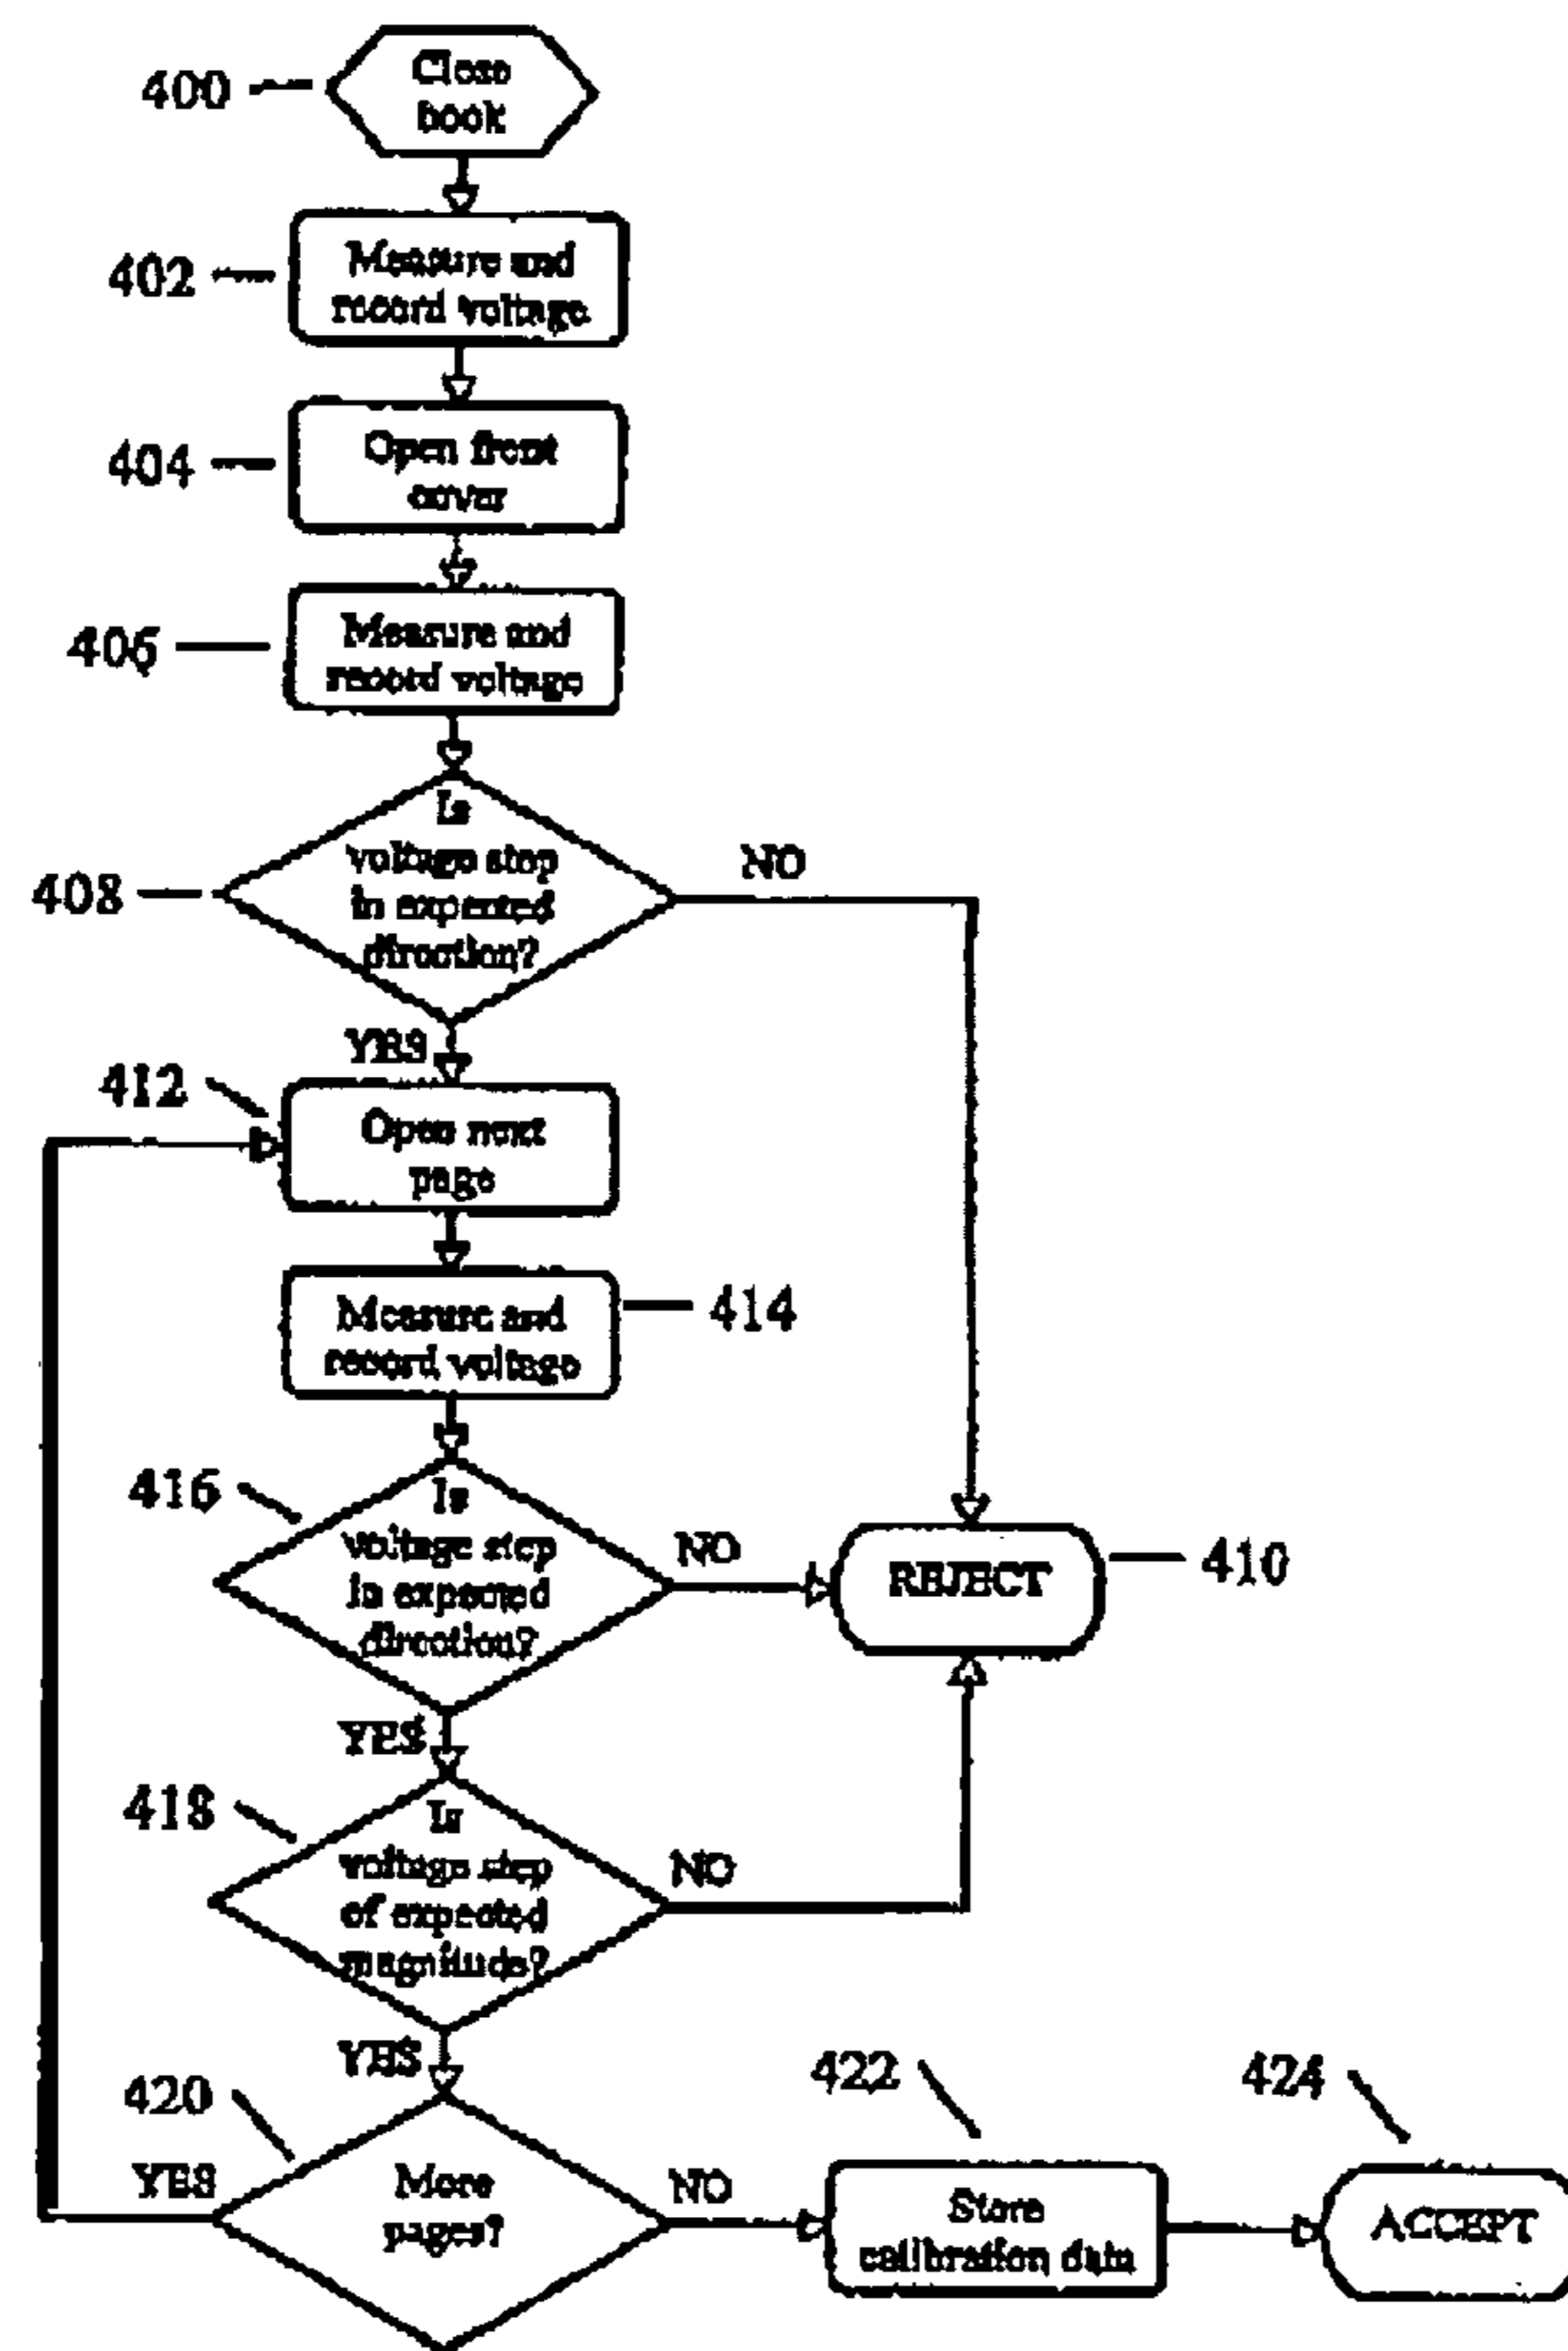 400
Close
book
402
Measure and
record voltage
404
Open front
cover
406
Measure and
record voltage
408
Is
voltage step
in expected
direction?
NO
YES
412
Open next
page
Measure and
record voltage
414
416
Is
voltage step
in expected
direction?
NO
REJECT
410
YES
418
Is
voltage step
of expected
magnitude?
NO
YES
420
More
pages?
YES
NO
422
Store
calibration data
424
ACCEPT